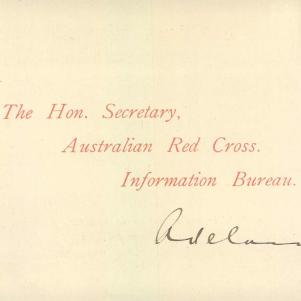 The Hon. Secretary,
Australian Red Cross.
Information Bureau.